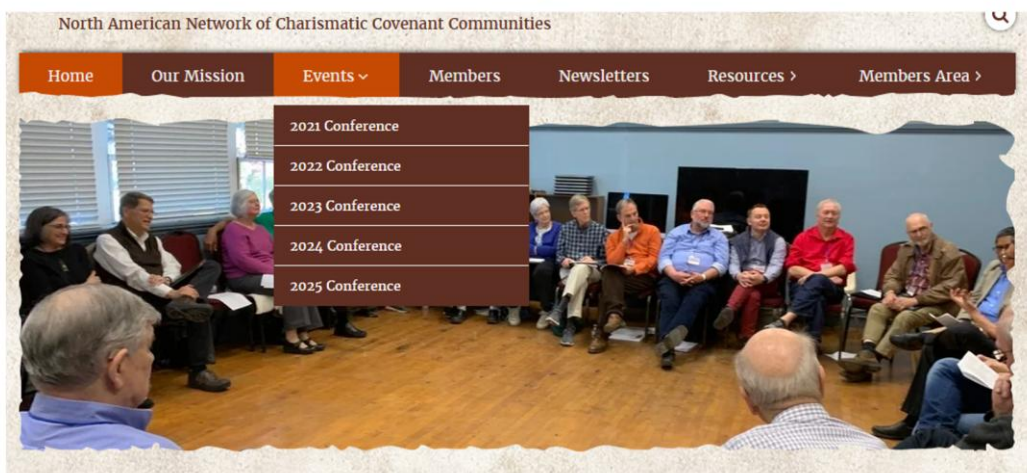 North American Network of Charismatic Covenant Communities
Home Our Mission Events Members Newsletters Resources > Members Area >
2021 Conference
2022 Conference
2023 Conference
2024 Conference
2025 Conference